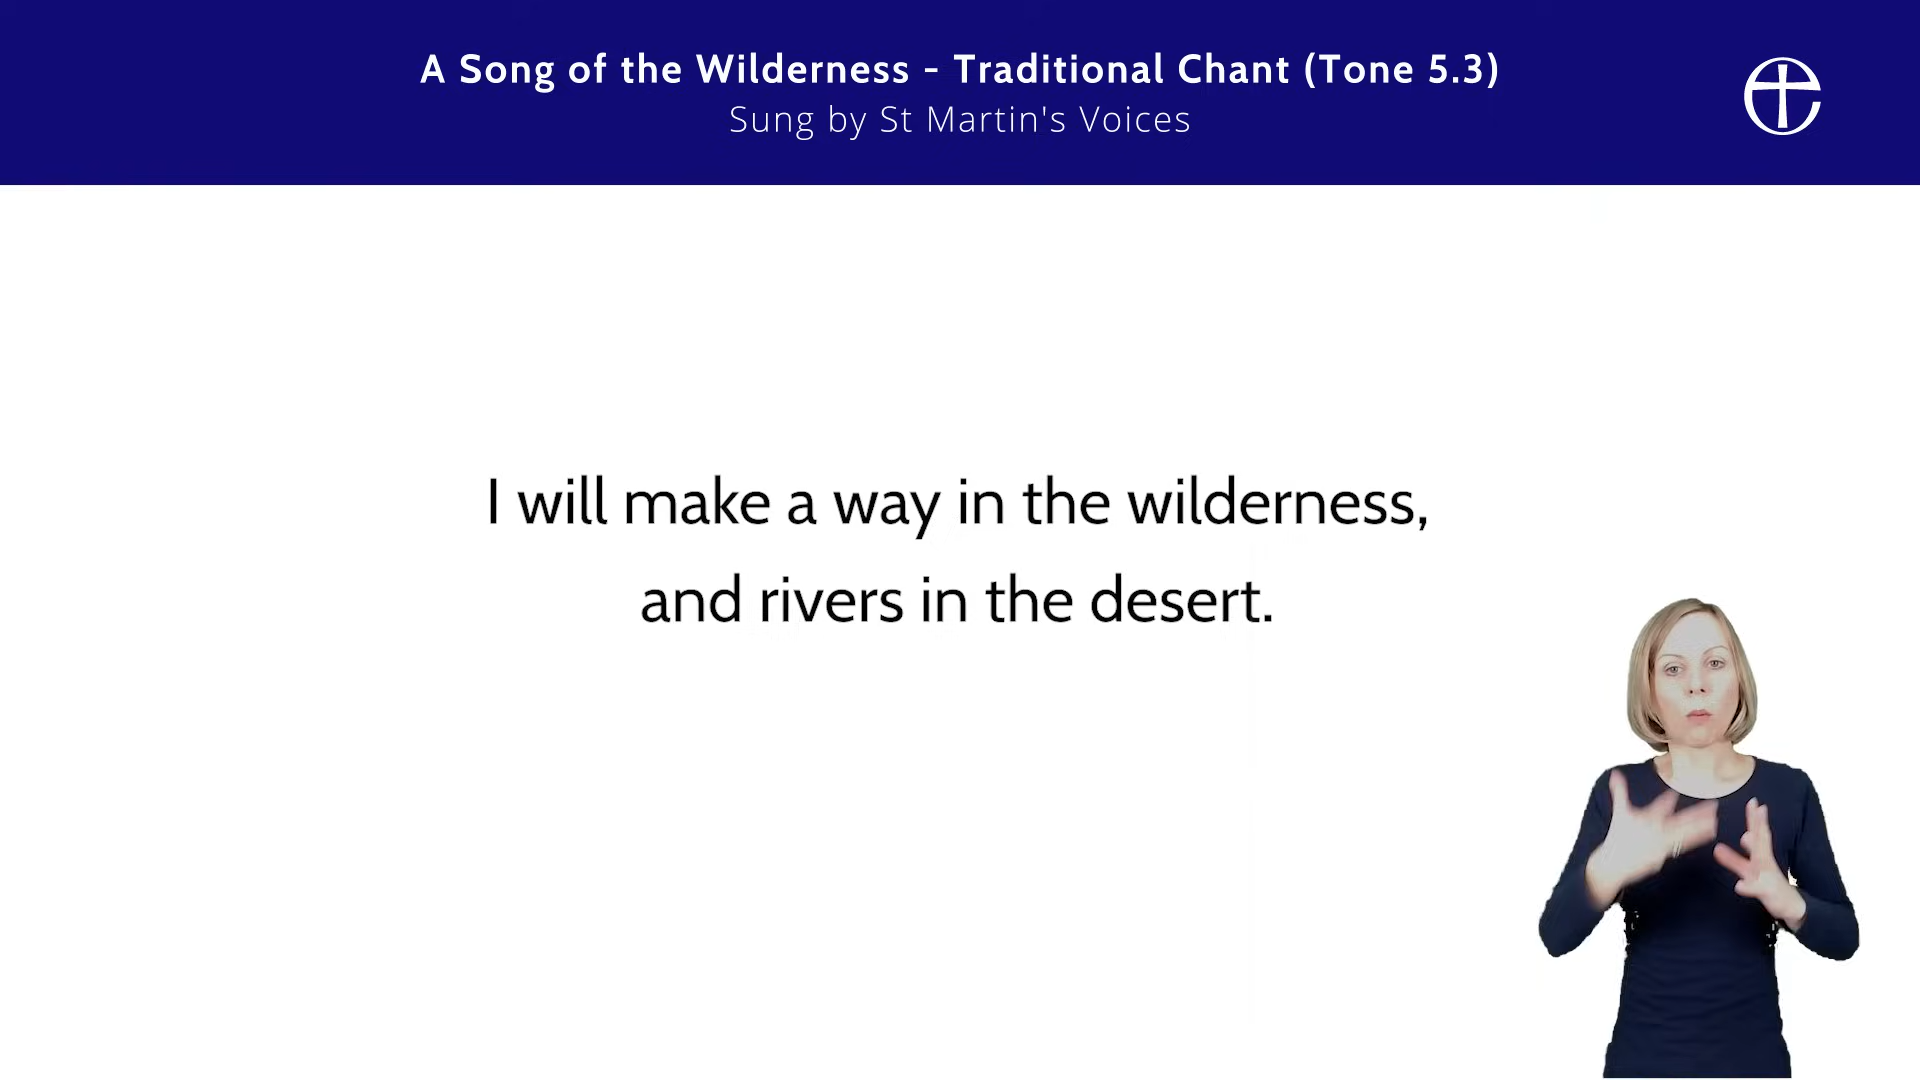 A Song of the Wilderness - Traditional Chant (Tone 5.3)
Sung by St Martin's Voices
I will make a way in the wilderness,
and rivers in the desert.